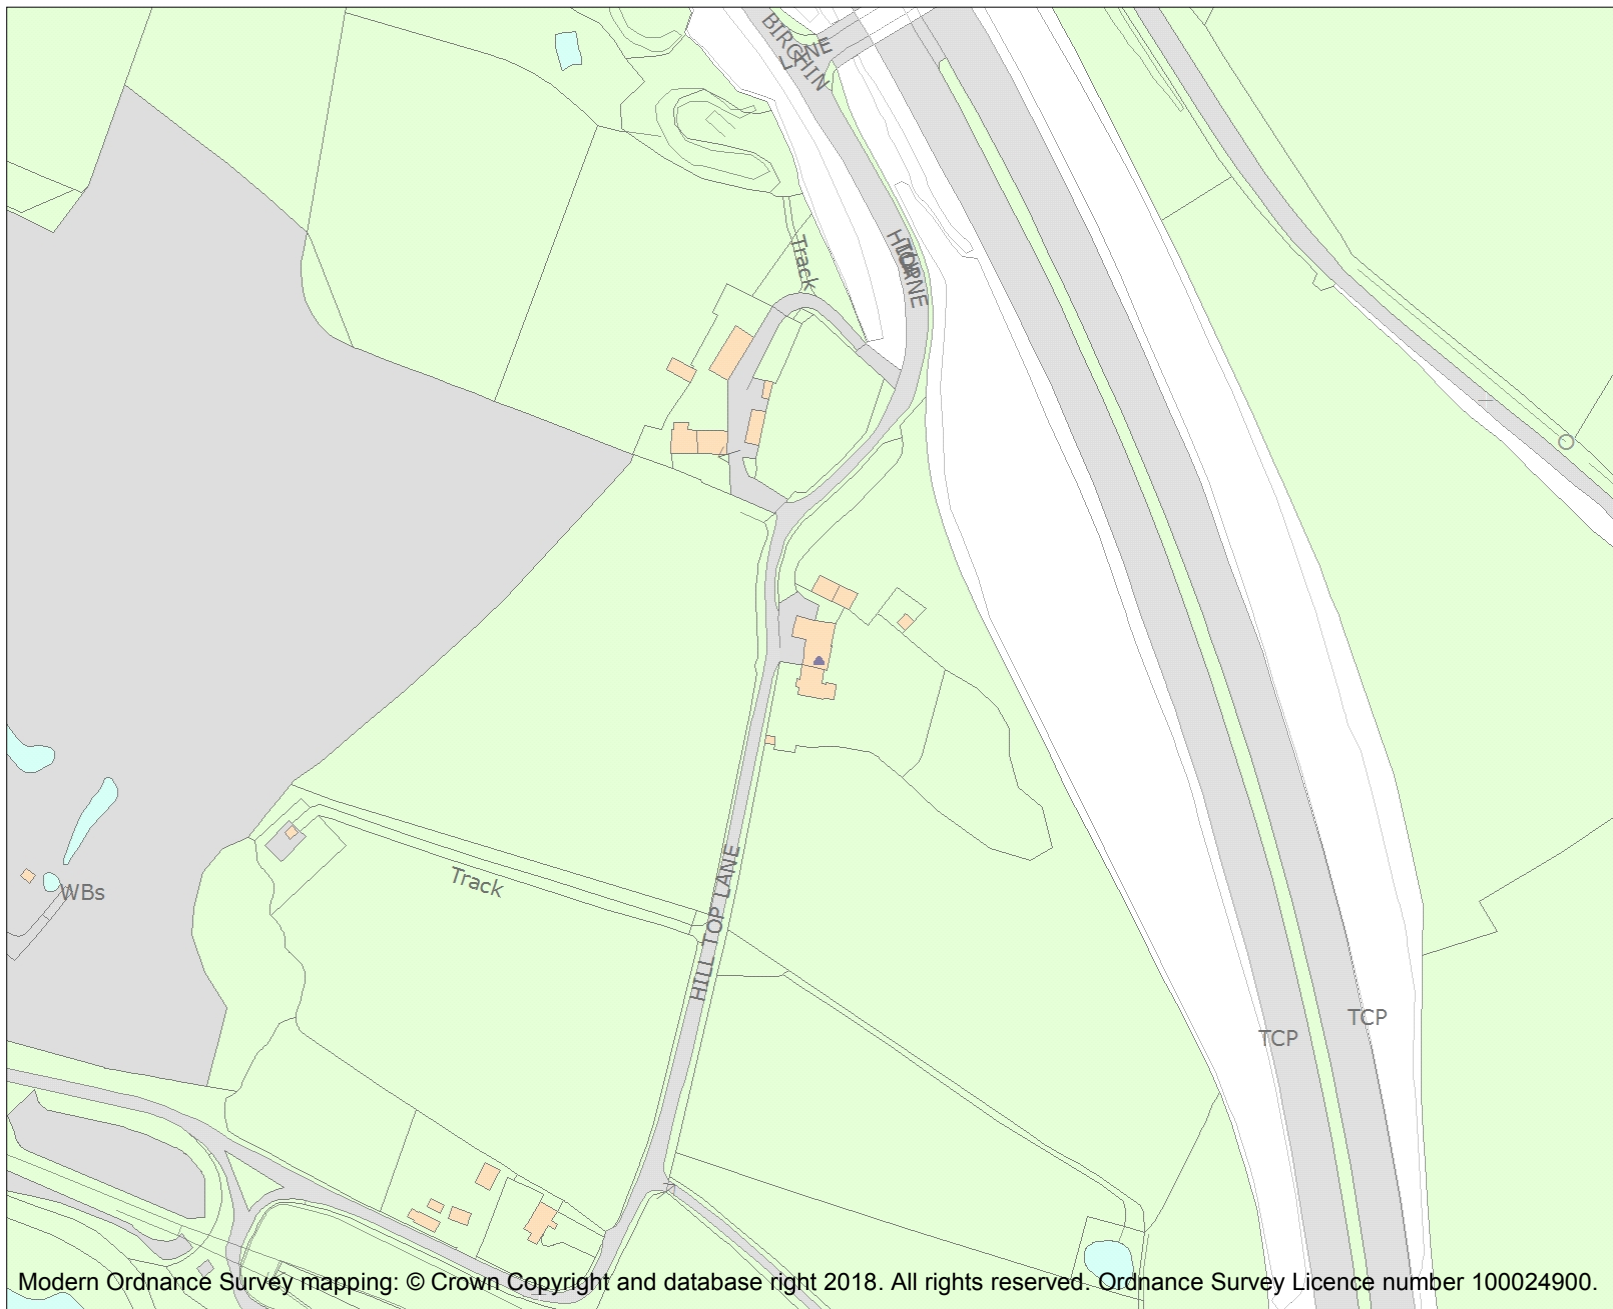 BIRCHIN
LANE
Track
HILL TOP
LANE
Track
WBs
HILL TOP LANE
TCP
TCP
Modern Ordnance Survey mapping: © Crown Copyright and database right 2018. All rights reserved. Ordnance Survey Licence number 100024900.